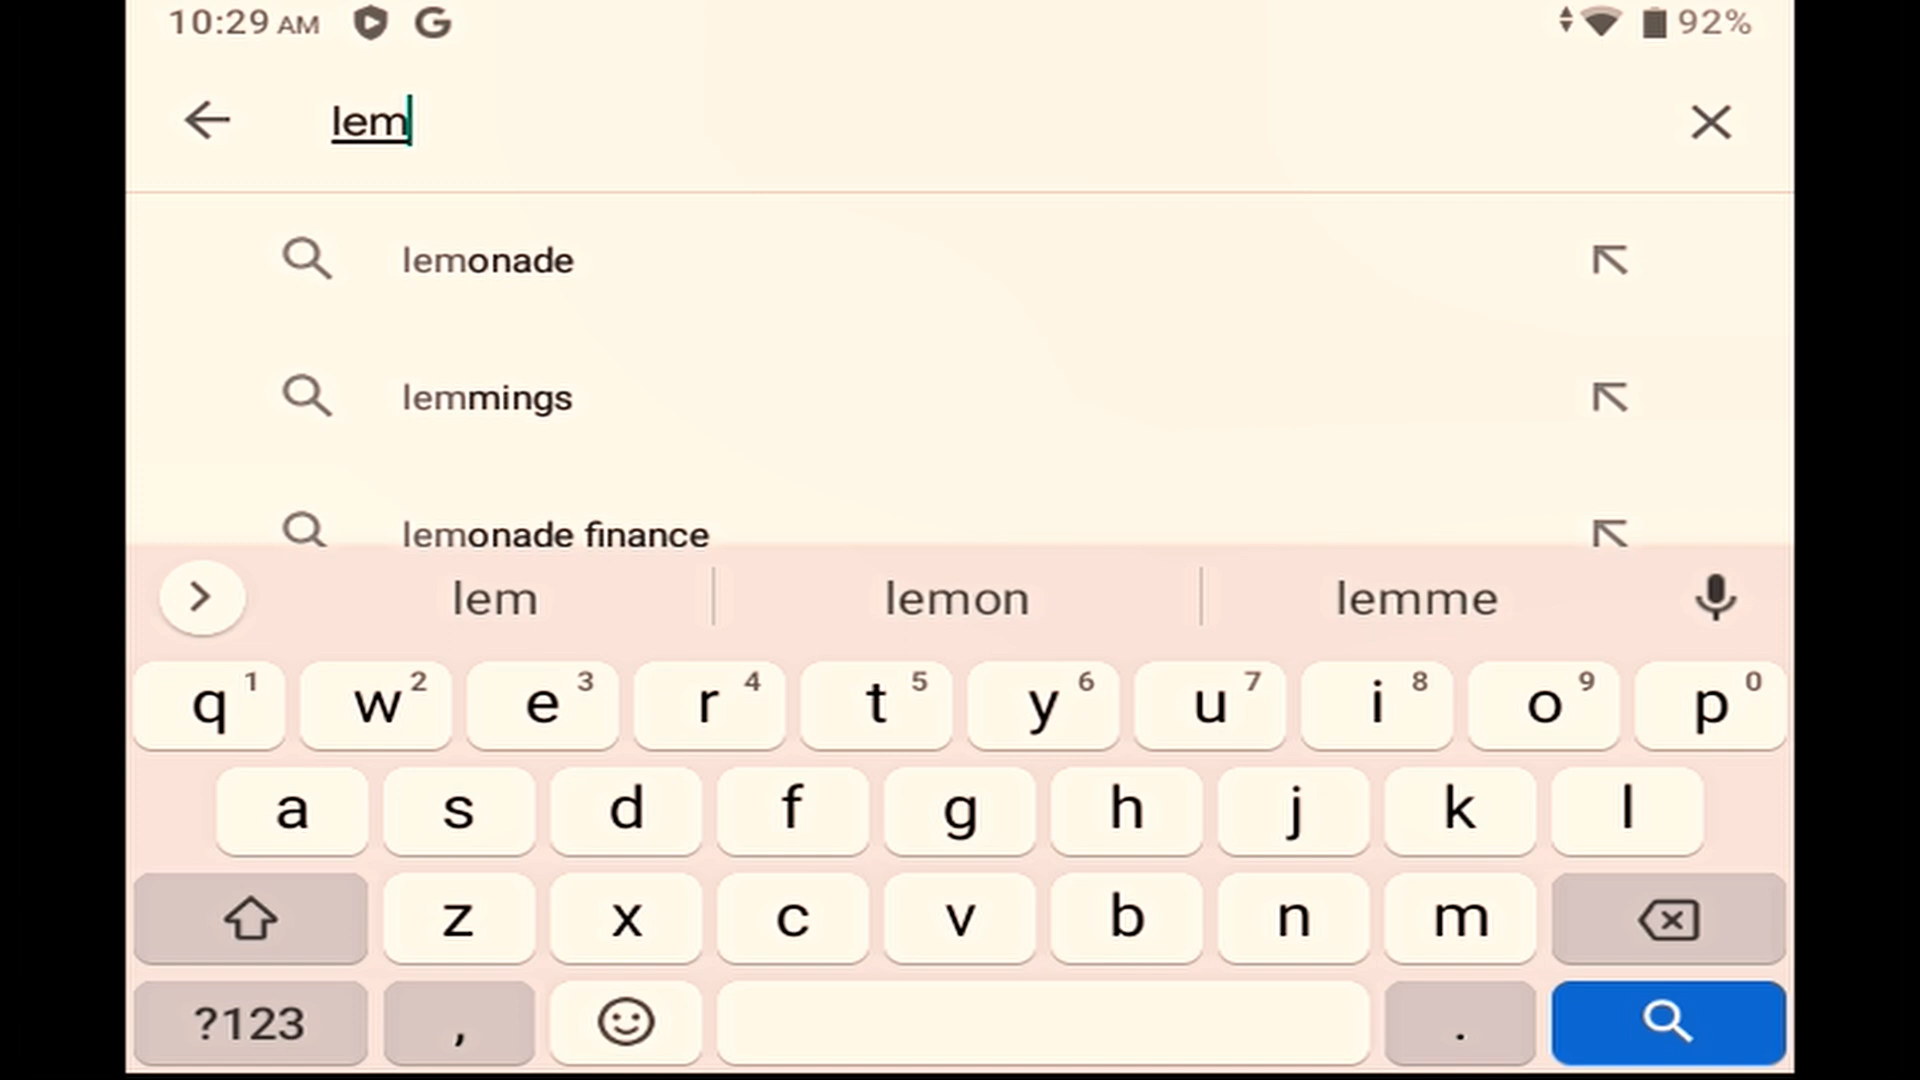 10:29 AM G 92%
lem
lemonade
lemmings
lemonade finance
lem lemon lemme
q 1 w 2 e 3 r 4 t 5 y 6 u 7 i 8 o 9 p 0
a s d f g h j k l
z x c v b n m
?123 , .